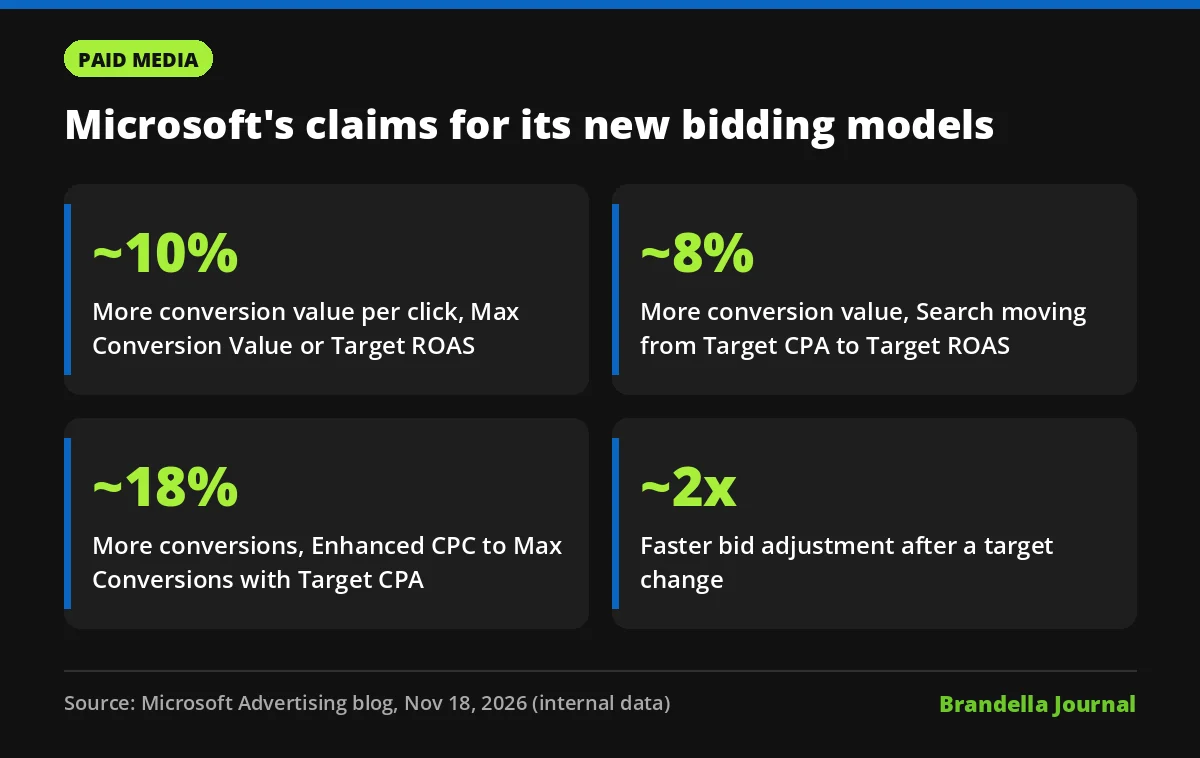 PAID MEDIA
Microsoft's claims for its new bidding models
~10%
More conversion value per click, Max
Conversion Value or Target ROAS
~8%
More conversion value, Search moving
from Target CPA to Target ROAS
~18%
More conversions, Enhanced CPC to Max
Conversions with Target CPA
~2x
Faster bid adjustment after a target
change
Source: Microsoft Advertising blog, Nov 18, 2026 (internal data)
Brandella Journal